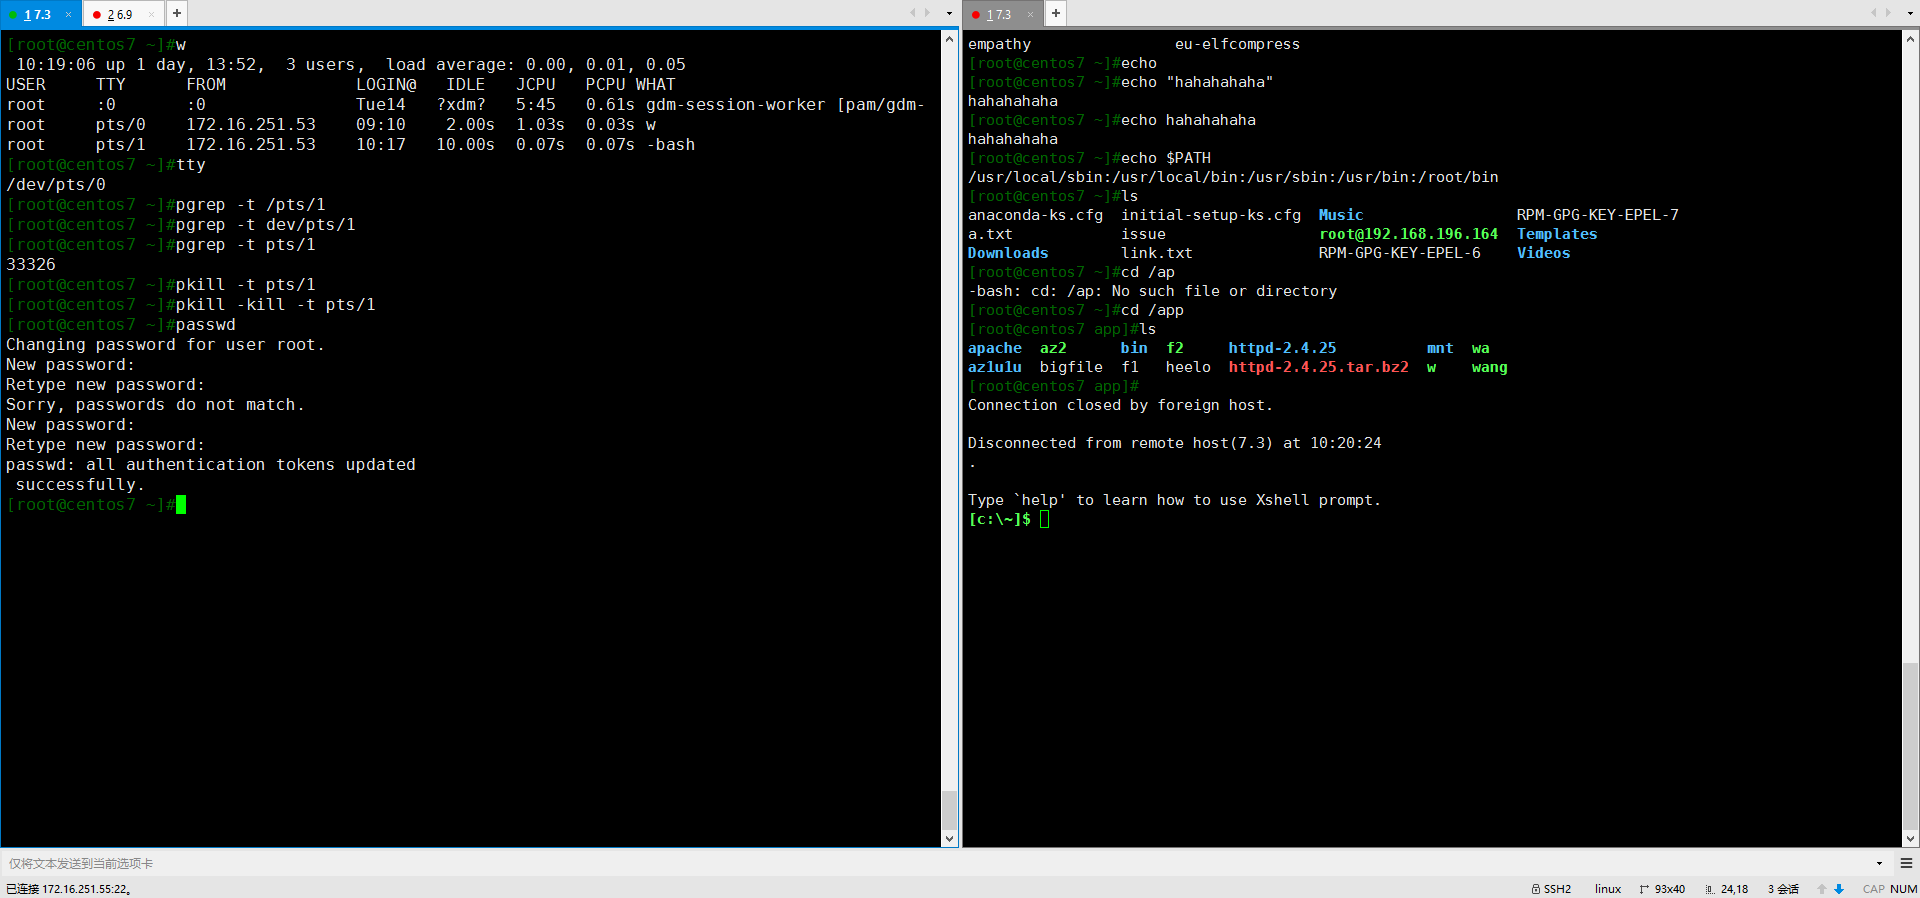 1 7.3 × 2 6.9 × +
[root@centos7 ~]#w
10:19:06 up 1 day, 13:52,  3 users,  load average: 0.00, 0.01, 0.05
USER     TTY      FROM             LOGIN@   IDLE   JCPU   PCPU WHAT
root     :0       :0               Tue14   ?xdm?   5:45   0.61s gdm-session-worker [pam/gdm-
root     pts/0    172.16.251.53    09:10    2.00s  1.03s  0.03s w
root     pts/1    172.16.251.53    10:17   10.00s  0.07s  0.07s -bash
[root@centos7 ~]#tty
/dev/pts/0
[root@centos7 ~]#pgrep -t /pts/1
[root@centos7 ~]#pgrep -t dev/pts/1
[root@centos7 ~]#pgrep -t pts/1
33326
[root@centos7 ~]#pkill -t pts/1
[root@centos7 ~]#pkill -kill -t pts/1
[root@centos7 ~]#passwd
Changing password for user root.
New password:
Retype new password:
Sorry, passwords do not match.
New password:
Retype new password:
passwd: all authentication tokens updated
successfully.
[root@centos7 ~]#
1 7.3 × +
empathy                eu-elfcompress
[root@centos7 ~]#echo
[root@centos7 ~]#echo "hahahahaha"
hahahahaha
[root@centos7 ~]#echo hahahahaha
hahahahaha
[root@centos7 ~]#echo $PATH
/usr/local/sbin:/usr/local/bin:/usr/sbin:/usr/bin:/root/bin
[root@centos7 ~]#ls
anaconda-ks.cfg  initial-setup-ks.cfg  Music                 RPM-GPG-KEY-EPEL-7
a.txt            issue                 root@192.168.196.164  Templates
Downloads        link.txt              RPM-GPG-KEY-EPEL-6    Videos
[root@centos7 ~]#cd /ap
-bash: cd: /ap: No such file or directory
[root@centos7 ~]#cd /app
[root@centos7 app]#ls
apache  az2      bin  f2     httpd-2.4.25          mnt  wa
az1u1u  bigfile  f1   heelo  httpd-2.4.25.tar.bz2  w    wang
[root@centos7 app]#
Connection closed by foreign host.
Disconnected from remote host(7.3) at 10:20:24
.
Type `help' to learn how to use Xshell prompt.
[c:\~]$
仅将文本发送到当前选项卡
已连接 172.16.251.55:22。 SSH2 linux 93x40 24,18 3 会话 CAP NUM